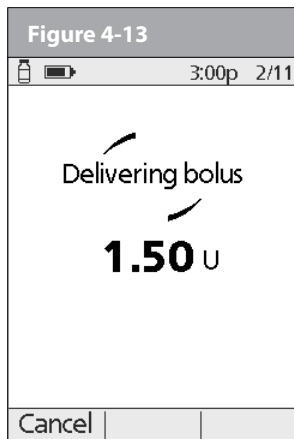 Figure 4-13
3:00p 2/11
Delivering bolus
1.50 U
Cancel